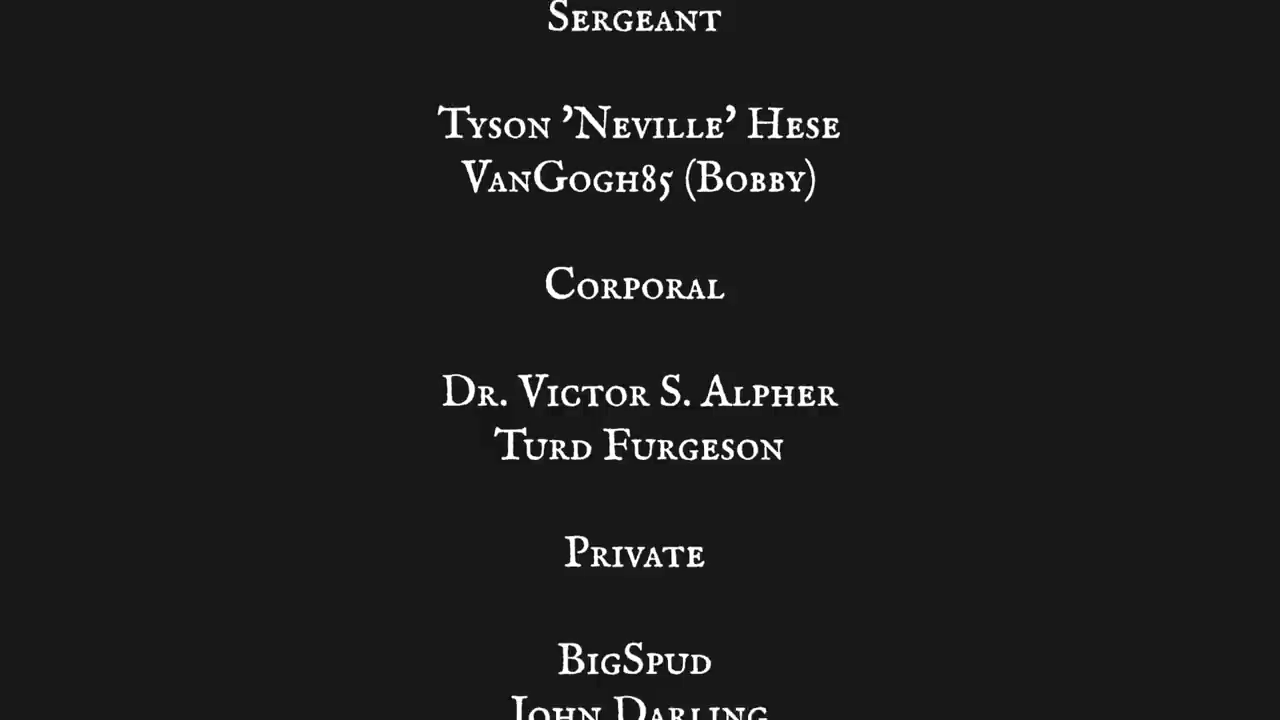 Sergeant
Tyson 'Neville' Hese
VanGogh85 (Bobby)
Corporal
Dr. Victor S. Alpher
Turd Furgeson
Private
BigSpud
John Darling